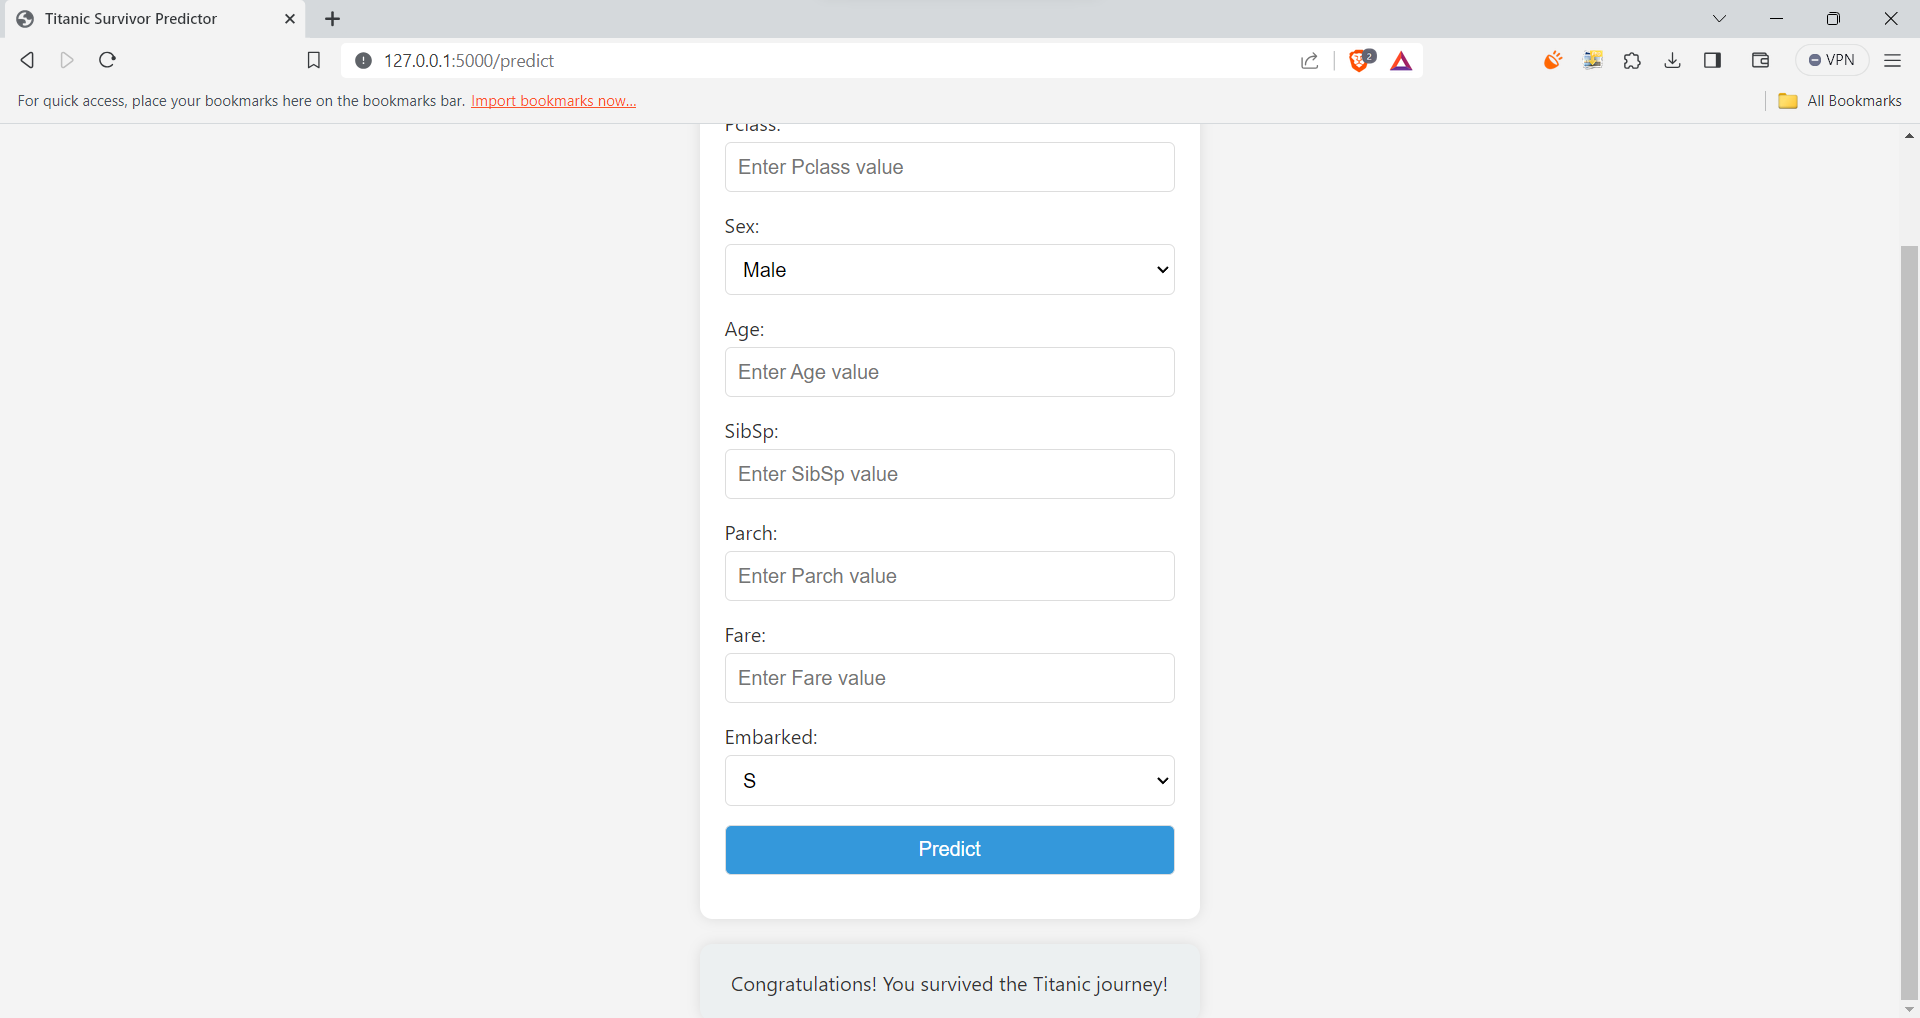 Titanic Survivor Predictor
127.0.0.1:5000/predict
2
VPN
For quick access, place your bookmarks here on the bookmarks bar. Import bookmarks now...
All Bookmarks
Pclass:
Enter Pclass value
Sex:
Male
Age:
Enter Age value
SibSp:
Enter SibSp value
Parch:
Enter Parch value
Fare:
Enter Fare value
Embarked:
S
Predict
Congratulations! You survived the Titanic journey!